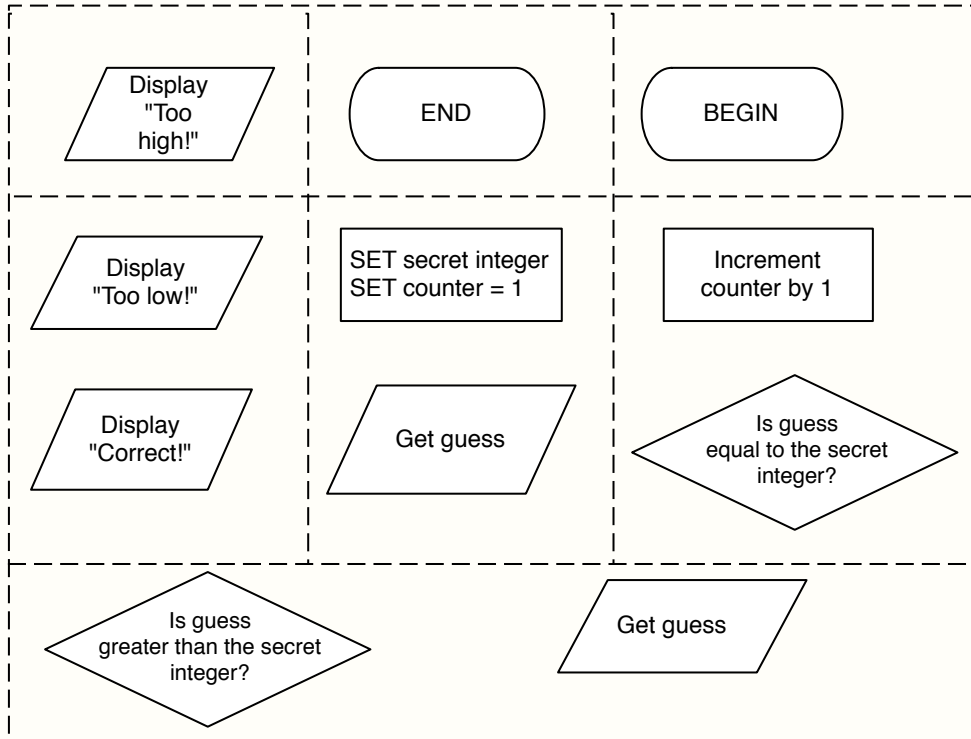 Display
"Too
high!"
END
BEGIN
Display
"Too low!"
SET secret integer
SET counter = 1
Increment
counter by 1
Display
"Correct!"
Get guess
Is guess
equal to the secret
integer?
Is guess
greater than the secret
integer?
Get guess